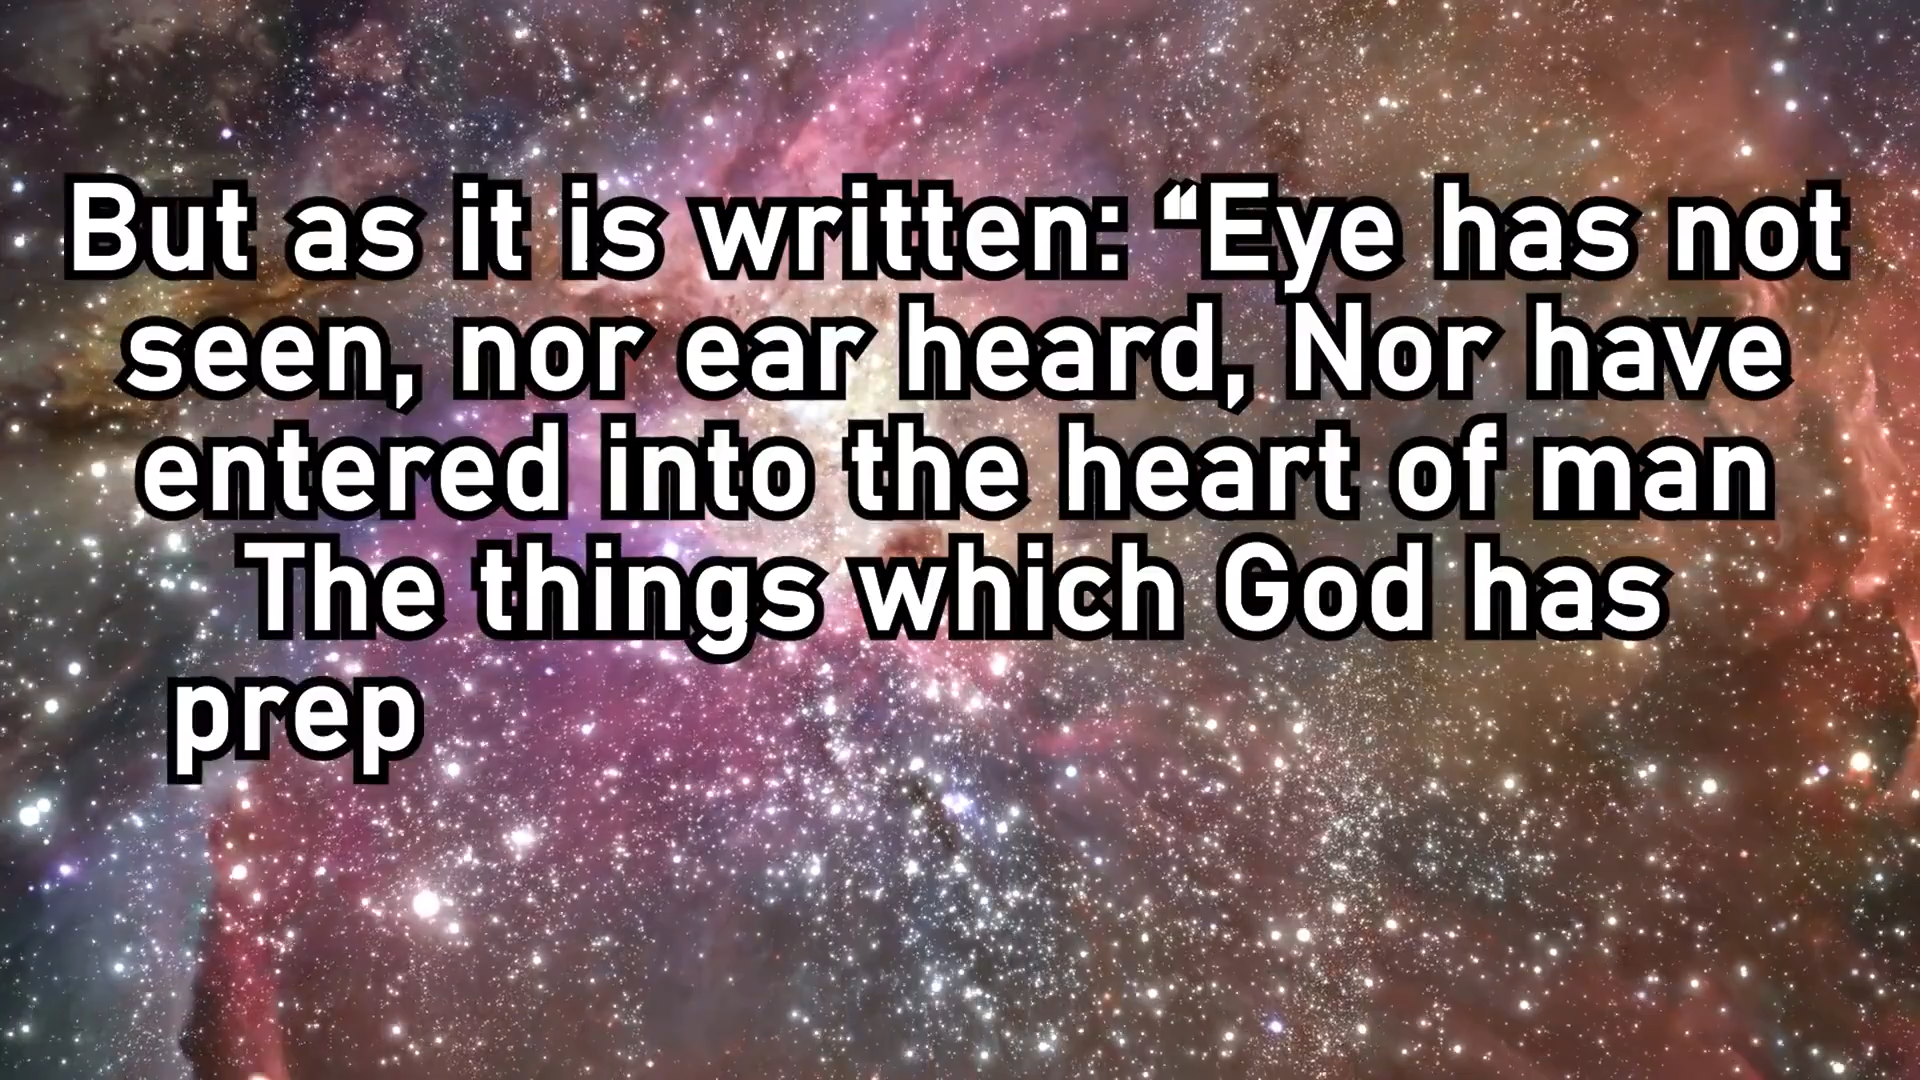 But as it is written: “Eye has not
seen, nor ear heard, Nor have
entered into the heart of man
The things which God has
prep